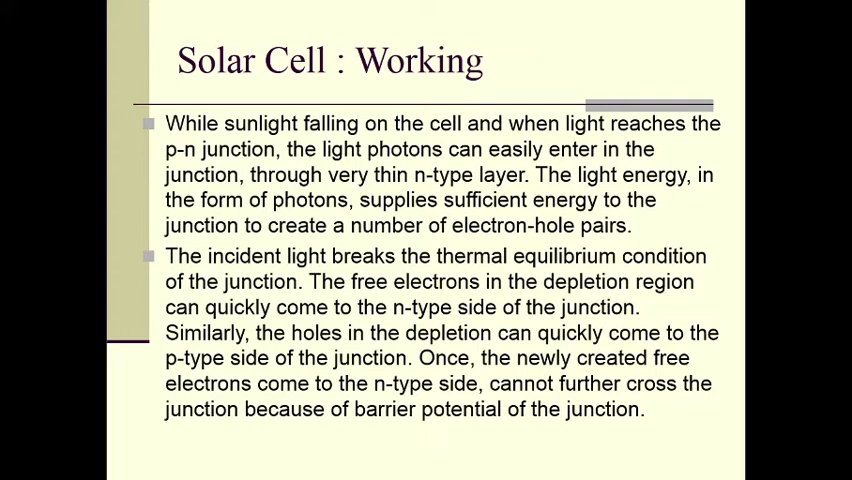 Solar Cell : Working
While sunlight falling on the cell and when light reaches the
p-n junction, the light photons can easily enter in the
junction, through very thin n-type layer. The light energy, in
the form of photons, supplies sufficient energy to the
junction to create a number of electron-hole pairs.
The incident light breaks the thermal equilibrium condition
of the junction. The free electrons in the depletion region
can quickly come to the n-type side of the junction.
Similarly, the holes in the depletion can quickly come to the
p-type side of the junction. Once, the newly created free
electrons come to the n-type side, cannot further cross the
junction because of barrier potential of the junction.